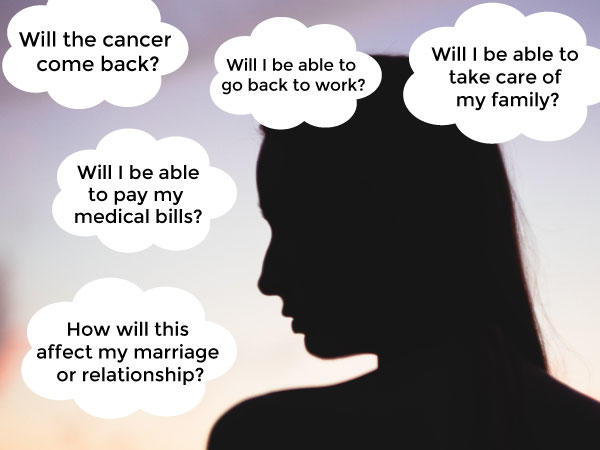 Will the cancer
come back?
Will I be able to
go back to work?
Will I be able to
take care of
my family?
Will I be able
to pay my
medical bills?
How will this
affect my marriage
or relationship?